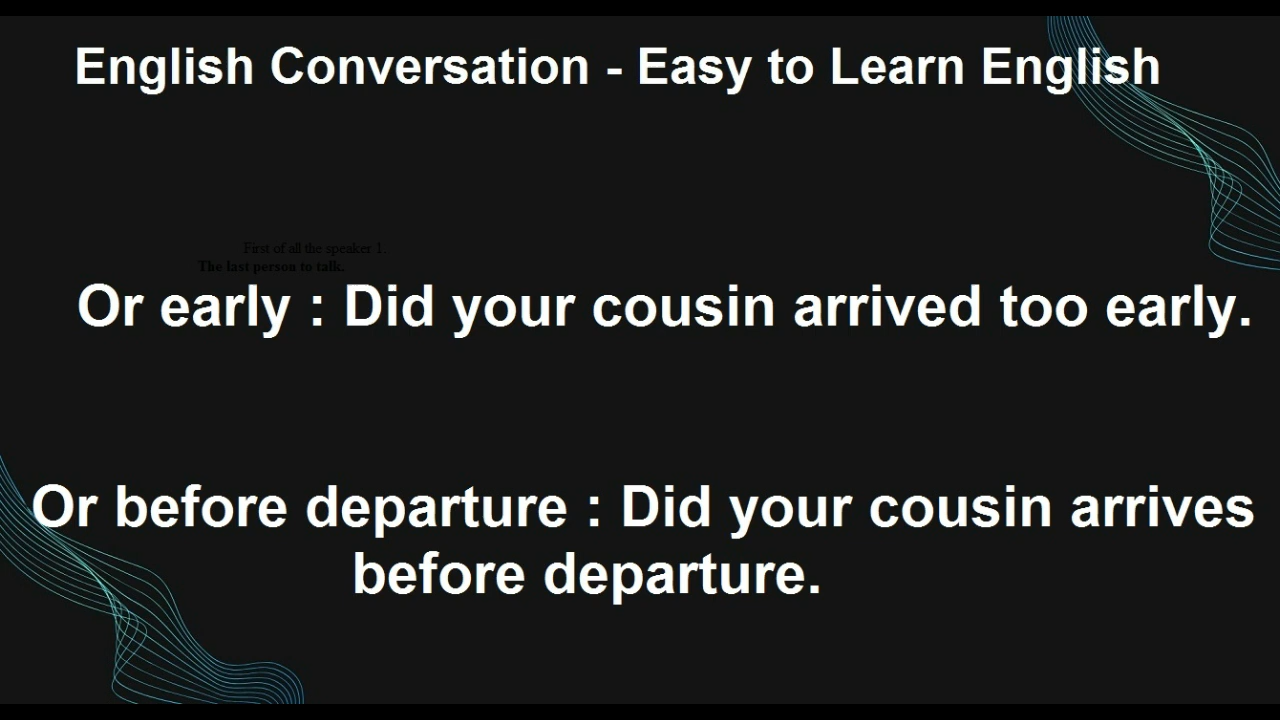 English Conversation - Easy to Learn English
First of all the speaker 1.
The last person to talk.
Or early : Did your cousin arrived too early.
Or before departure : Did your cousin arrives
before departure.